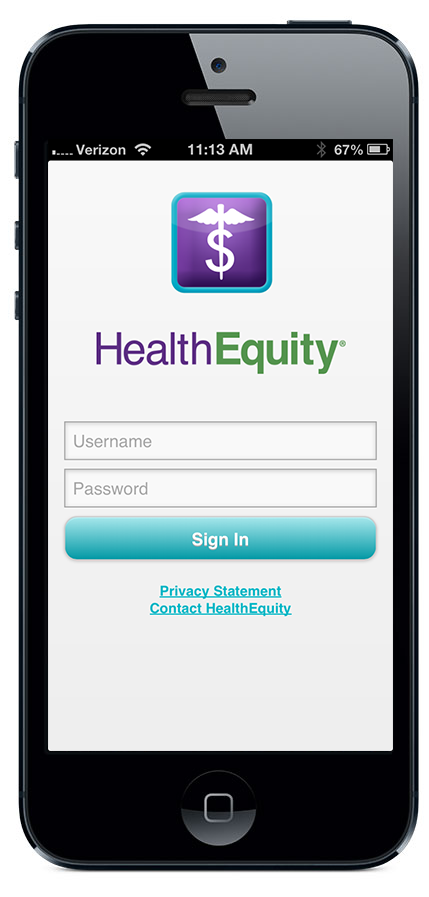 Verizon 11:13 AM 67%
$
HealthEquity®
Username
Password
Sign In
Privacy Statement
Contact HealthEquity